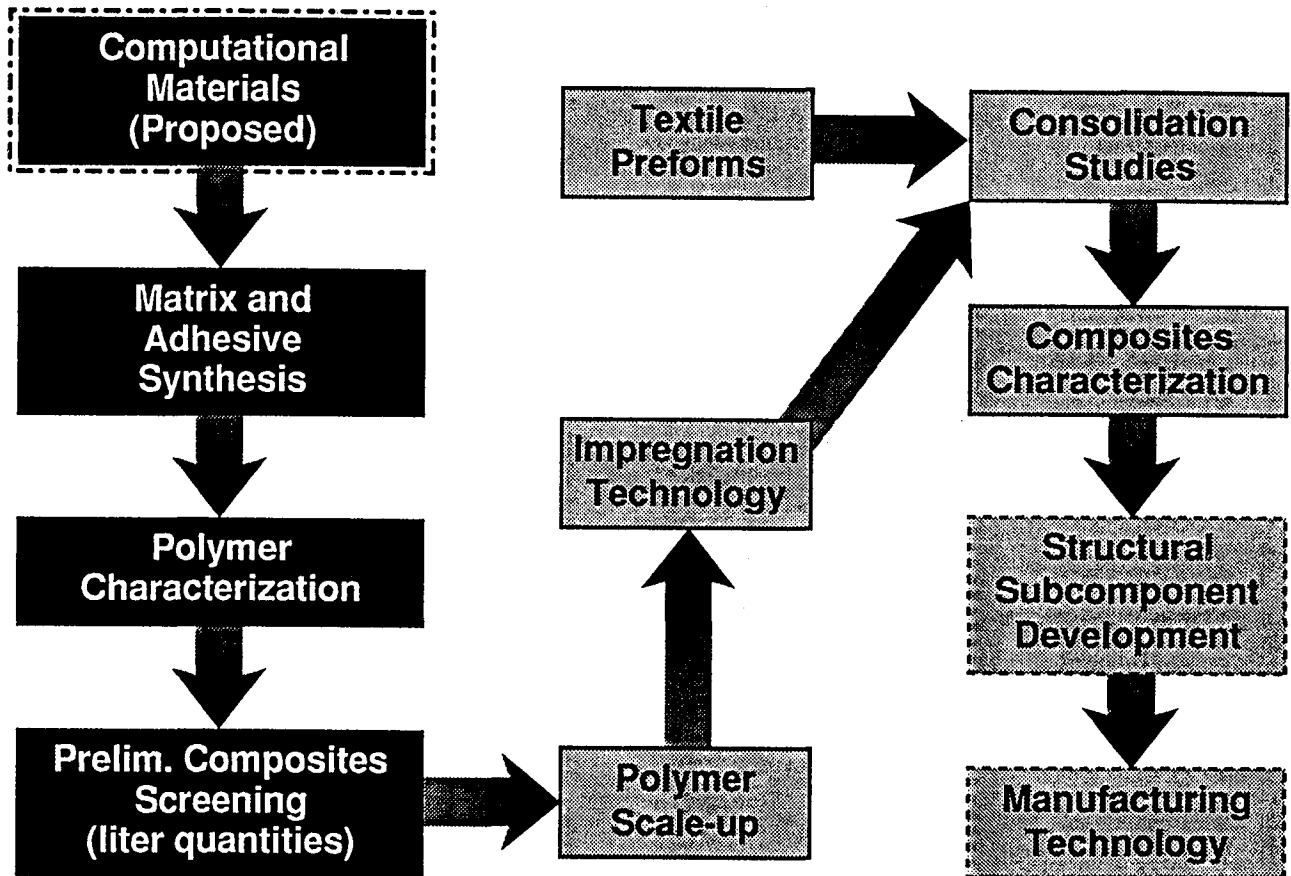 Computational
Materials
(Proposed)
Matrix and
Adhesive
Synthesis
Polymer
Characterization
Prelim. Composites
Screening
(liter quantities)
Textile
Preforms
Impregnation
Technology
Polymer
Scale-up
Consolidation
Studies
Composites
Characterization
Structural
Subcomponent
Development
Manufacturing
Technology